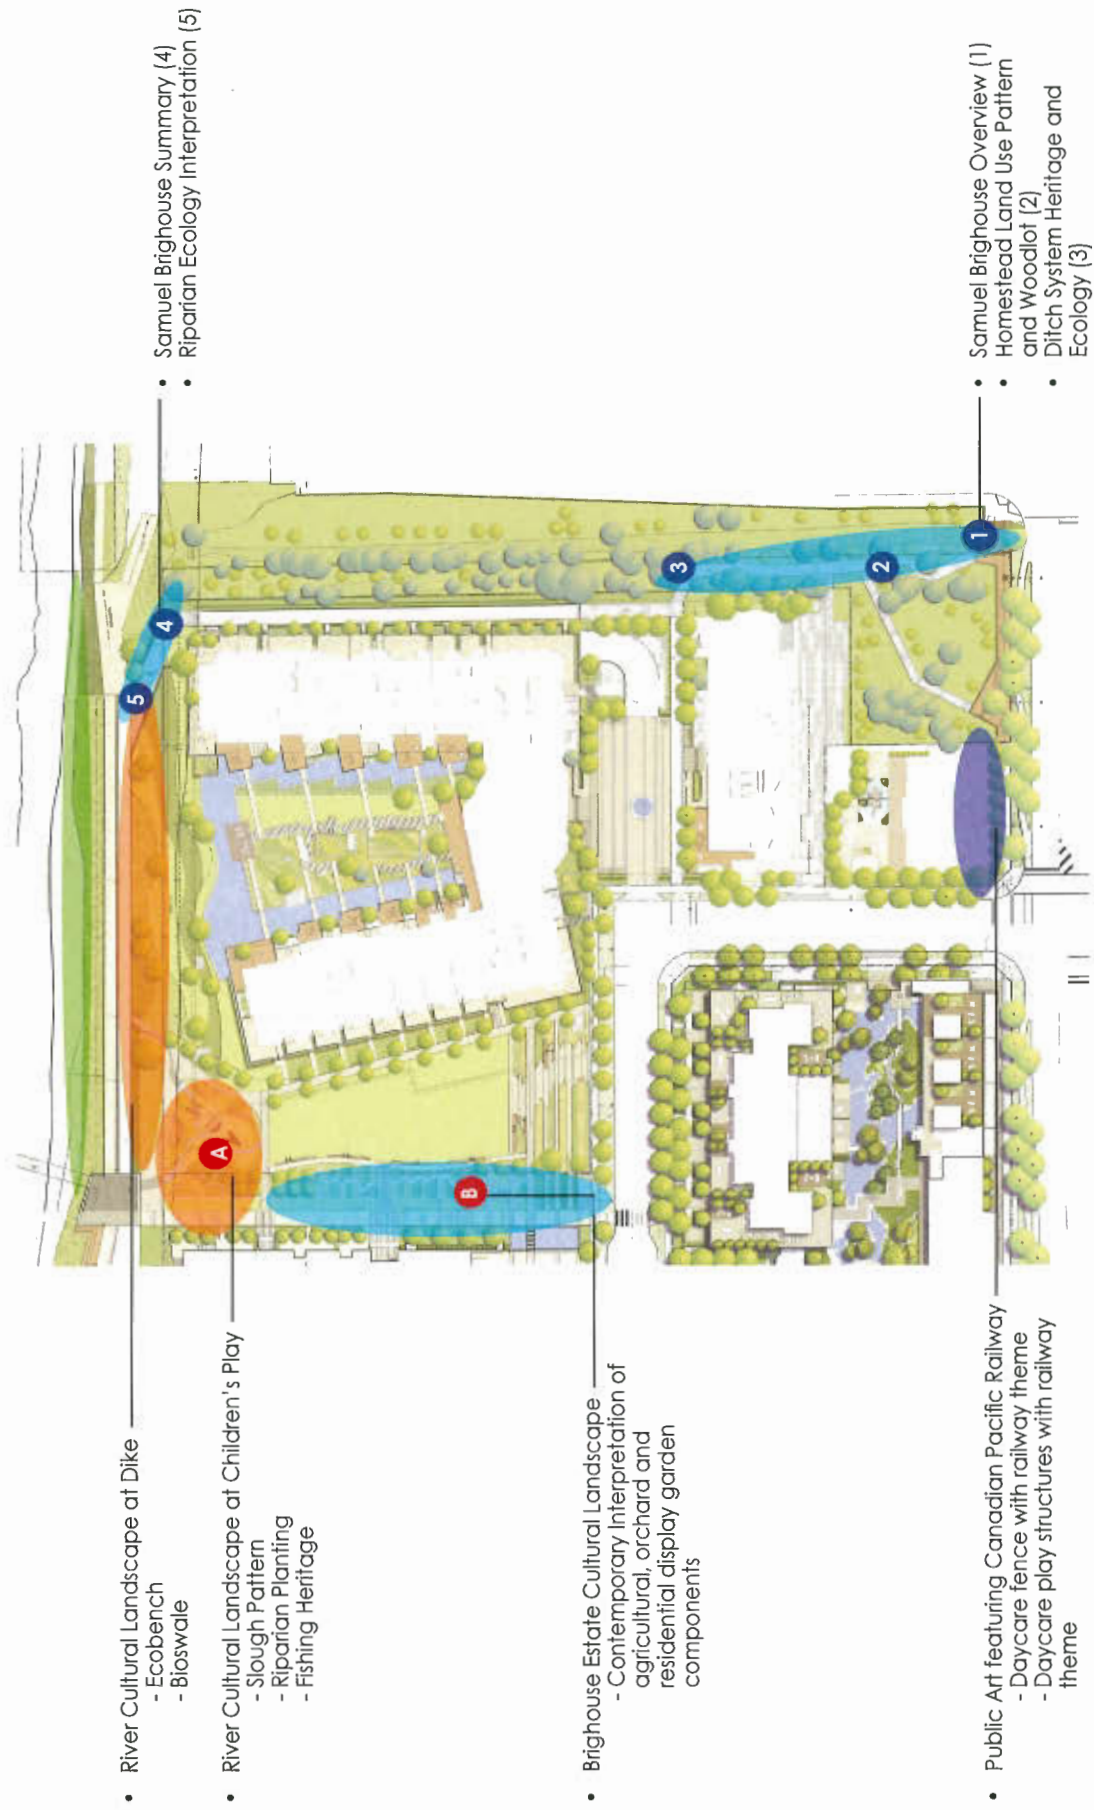 • River Cultural Landscape at Dike
- Ecobench
- Bioswale
• River Cultural Landscape at Children's Play
- Slough Pattern
- Riparian Planting
- Fishing Heritage
• Brighouse Estate Cultural Landscape
- Contemporary Interpretation of
agricultural, orchard and
residential display garden
components
• Public Art featuring Canadian Pacific Railway
- Daycare fence with railway theme
- Daycare play structures with railway
theme
A
B
5
4
3
2
1
• Samuel Brighouse Summary (4)
• Riparian Ecology Interpretation (5)
• Samuel Brighouse Overview (1)
• Homestead Land Use Pattern
and Woodlot (2)
• Ditch System Heritage and
Ecology (3)